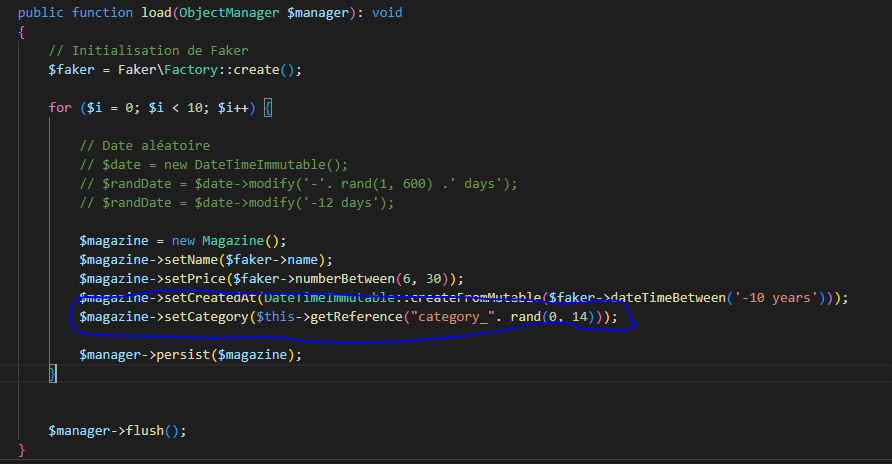 public function load(ObjectManager $manager): void
{
// Initialisation de Faker
$faker = Faker\Factory::create();
for ($i = 0; $i < 10; $i++) {
// Date aléatoire
// $date = new DateTimeImmutable();
// $randDate = $date->modify('-'. rand(1, 600) .' days');
// $randDate = $date->modify('-12 days');
$magazine = new Magazine();
$magazine->setName($faker->name);
$magazine->setPrice($faker->numberBetween(6, 30));
$magazine->setCreatedAt(DateTimeImmutable::createFromMutable($faker->dateTimeBetween('-10 years')));
$magazine->setCategory($this->getReference("category_". rand(0, 14)));
$manager->persist($magazine);
}
$manager->flush();
}